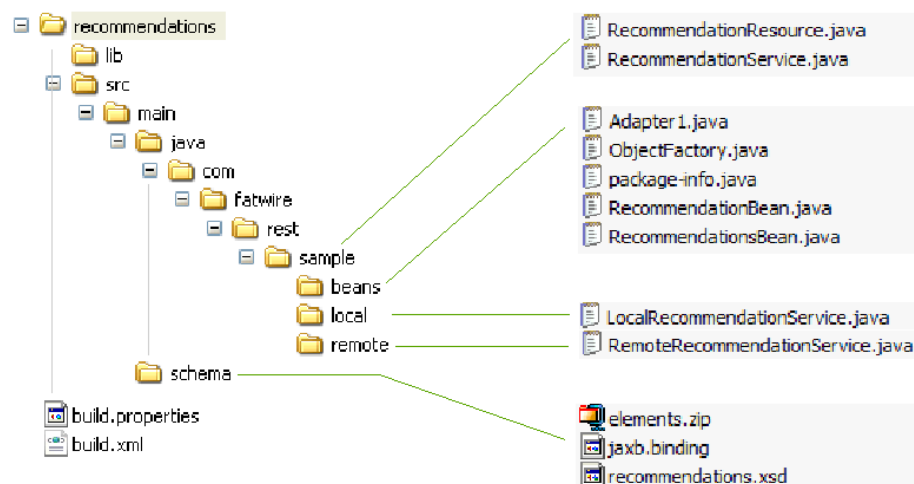 recommendations
lib
src
main
java
com
fatwire
rest
sample
beans
local
remote
schema
build.properties
build.xml
RecommendationResource.java
RecommendationService.java
Adapter1.java
ObjectFactory.java
package-info.java
RecommendationBean.java
RecommendationsBean.java
LocalRecommendationService.java
RemoteRecommendationService.java
elements.zip
jaxb.binding
recommendations.xsd